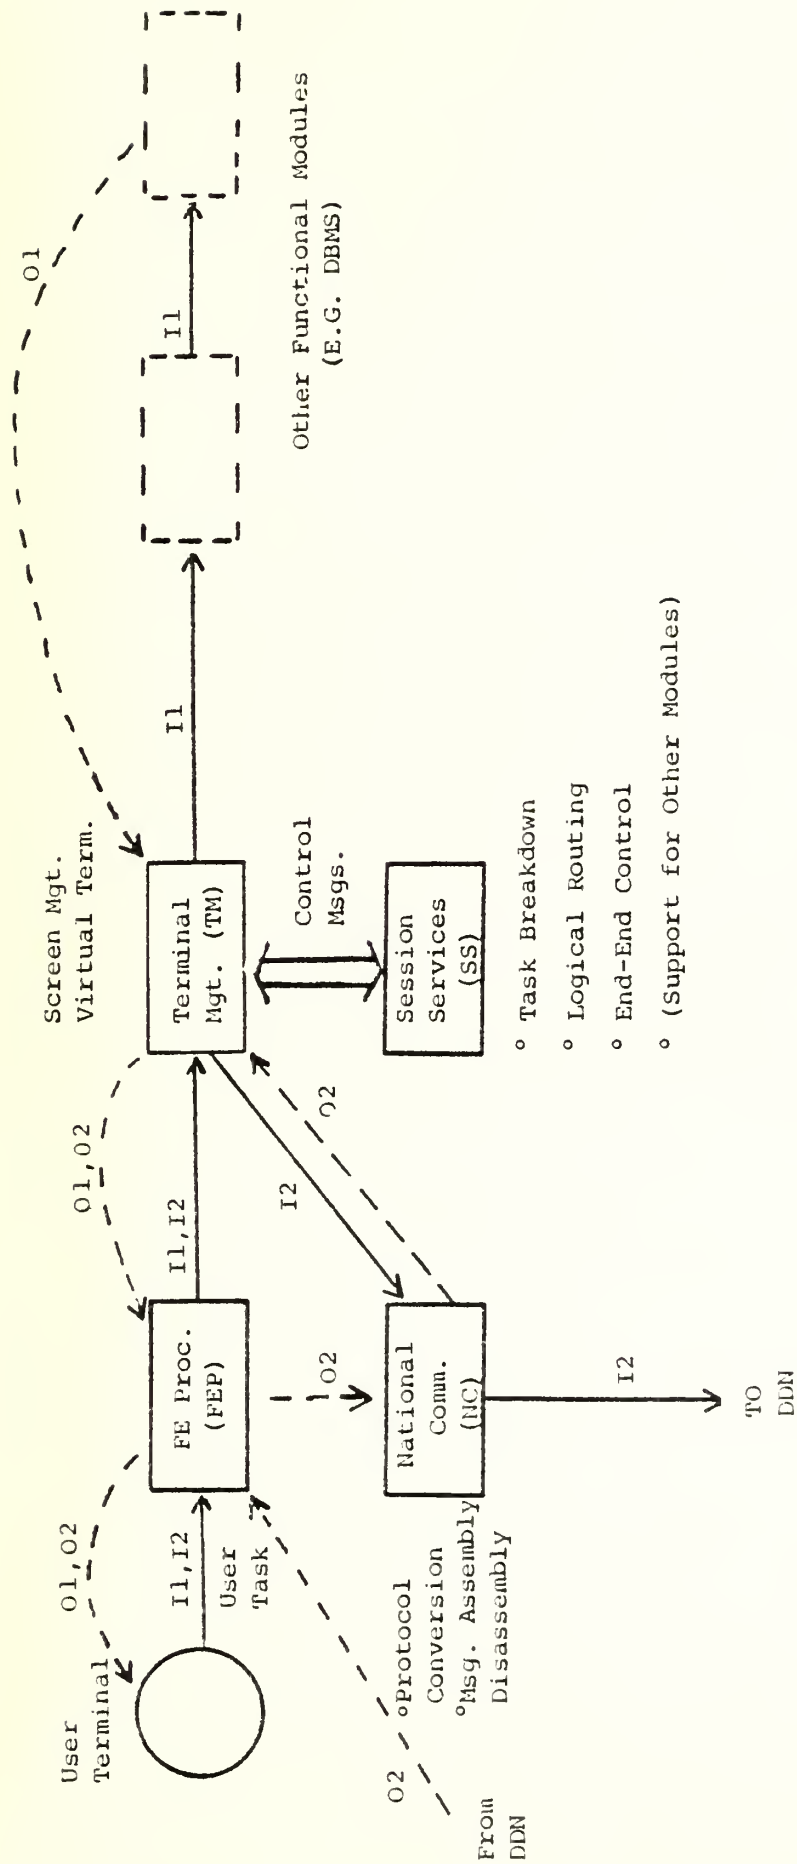 User
Terminal
O1,O2
I1,I2
User
Task
FE Proc.
(FEP)
O1,O2
I1,I2
Screen Mgt.
Virtual Term.
Terminal
Mgt. (TM)
I1
I1
O1
Other Functional Modules
(E.G. DBMS)
Control
Msgs.
Session
Services
(SS)
° Task Breakdown
° Logical Routing
° End-End Control
° (Support for Other Modules)
O2
I2
O2
National
Comm.
(NC)
°Protocol
Conversion
°Msg. Assembly
Disassembly
O2
From
DDN
I2
TO
DDN